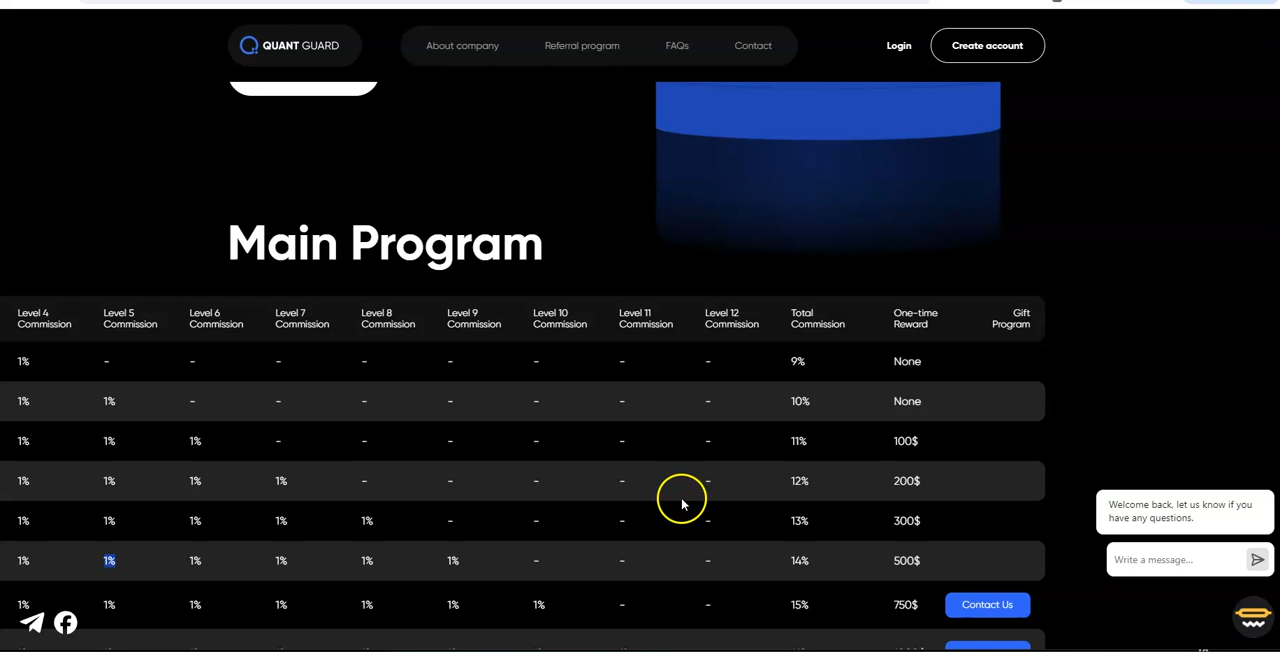 QUANT GUARD About company Referral program FAQs Contact Login Create account
Main Program
Level 4 Commission Level 5 Commission Level 6 Commission Level 7 Commission Level 8 Commission Level 9 Commission Level 10 Commission Level 11 Commission Level 12 Commission Total Commission One-time Reward Gift Program
1% - - - - - - - - 9% None
1% 1% - - - - - - - 10% None
1% 1% 1% - - - - - - 11% 100$
1% 1% 1% 1% - - - - - 12% 200$
1% 1% 1% 1% 1% - - - - 13% 300$
1% 1% 1% 1% 1% 1% - - - 14% 500$
1% 1% 1% 1% 1% 1% 1% - - 15% 750$ Contact Us
Welcome back, let us know if you
have any questions.
Write a message...